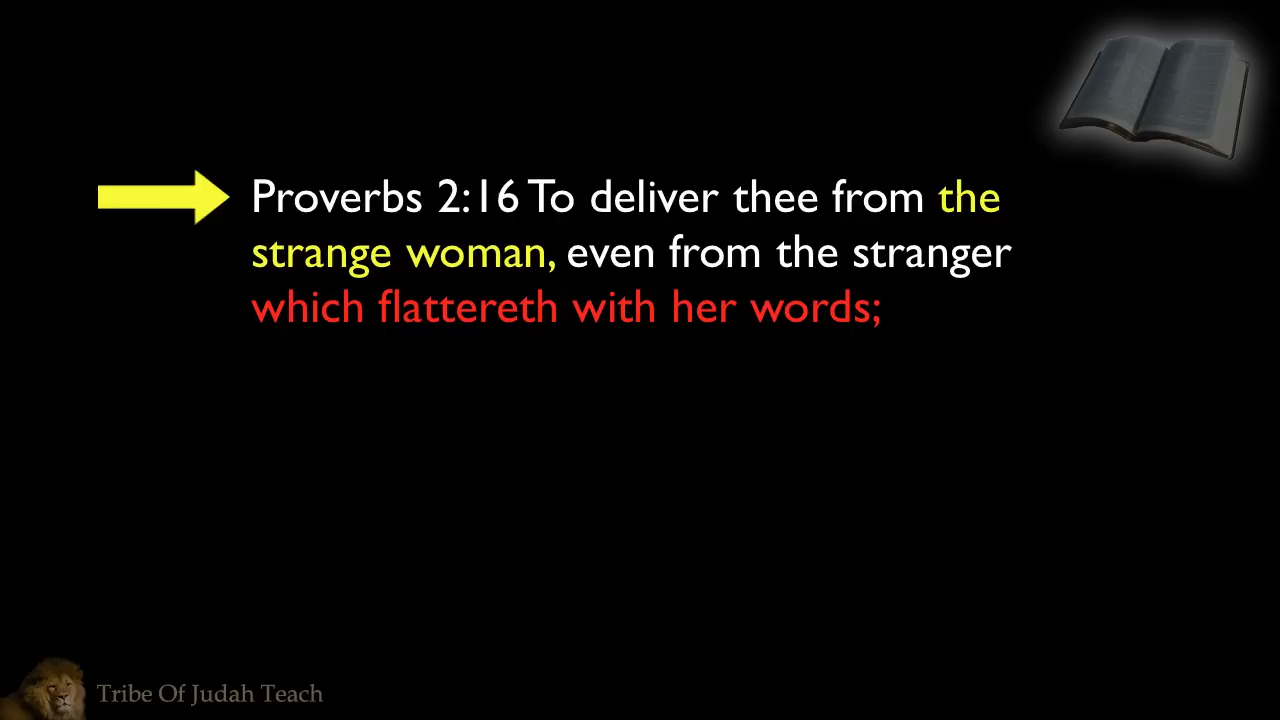 Proverbs 2:16 To deliver thee from the
strange woman, even from the stranger
which flattereth with her words;
Tribe Of Judah Teach